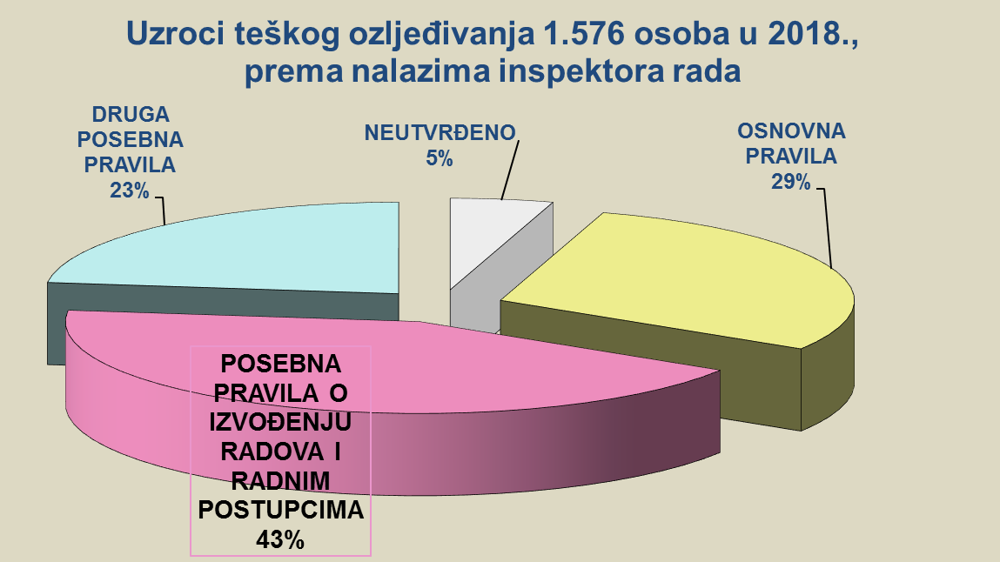 Uzroci teškog ozljeđivanja 1.576 osoba u 2018.,
prema nalazima inspektora rada
DRUGA
POSEBNA
PRAVILA
23%
NEUTVRĐENO
5%
OSNOVNA
PRAVILA
29%
POSEBNA
PRAVILA O
IZVOĐENJU
RADOVA I
RADNIM
POSTUPCIMA
43%